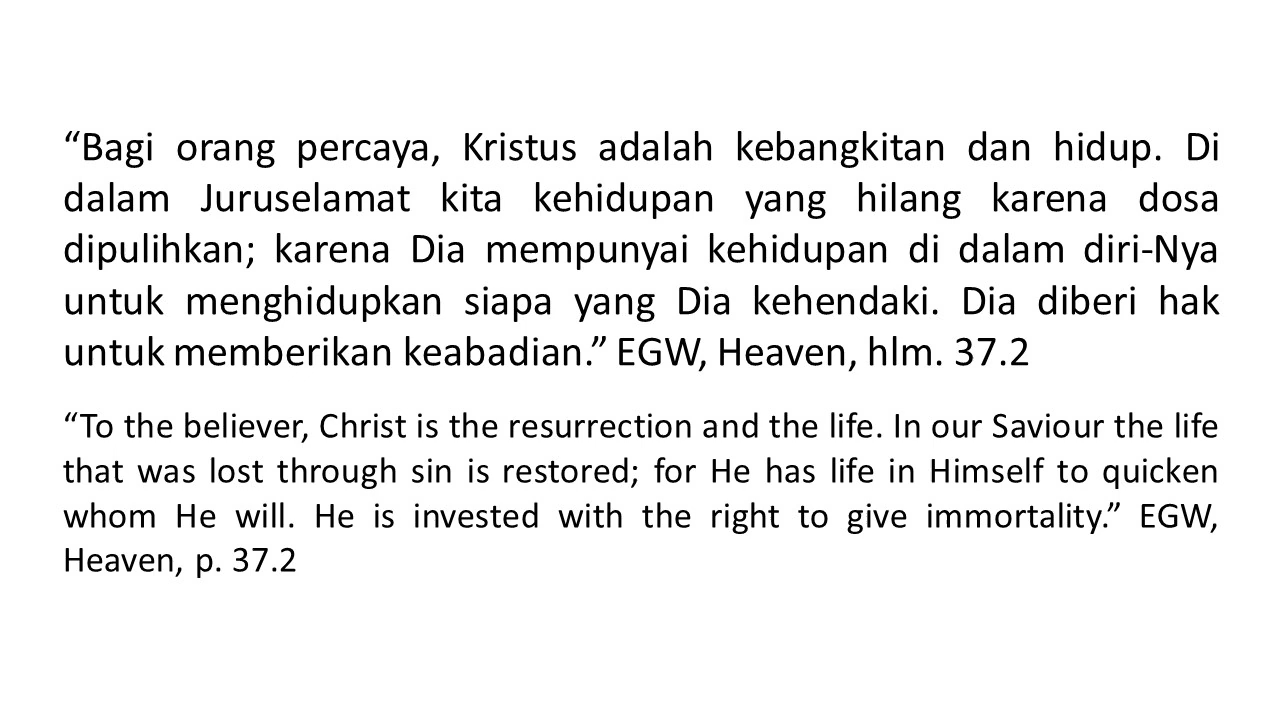 “Bagi orang percaya, Kristus adalah kebangkitan dan hidup. Di
dalam Juruselamat kita kehidupan yang hilang karena dosa
dipulihkan; karena Dia mempunyai kehidupan di dalam diri-Nya
untuk menghidupkan siapa yang Dia kehendaki. Dia diberi hak
untuk memberikan keabadian.” EGW, Heaven, hlm. 37.2
“To the believer, Christ is the resurrection and the life. In our Saviour the life
that was lost through sin is restored; for He has life in Himself to quicken
whom He will. He is invested with the right to give immortality.” EGW,
Heaven, p. 37.2